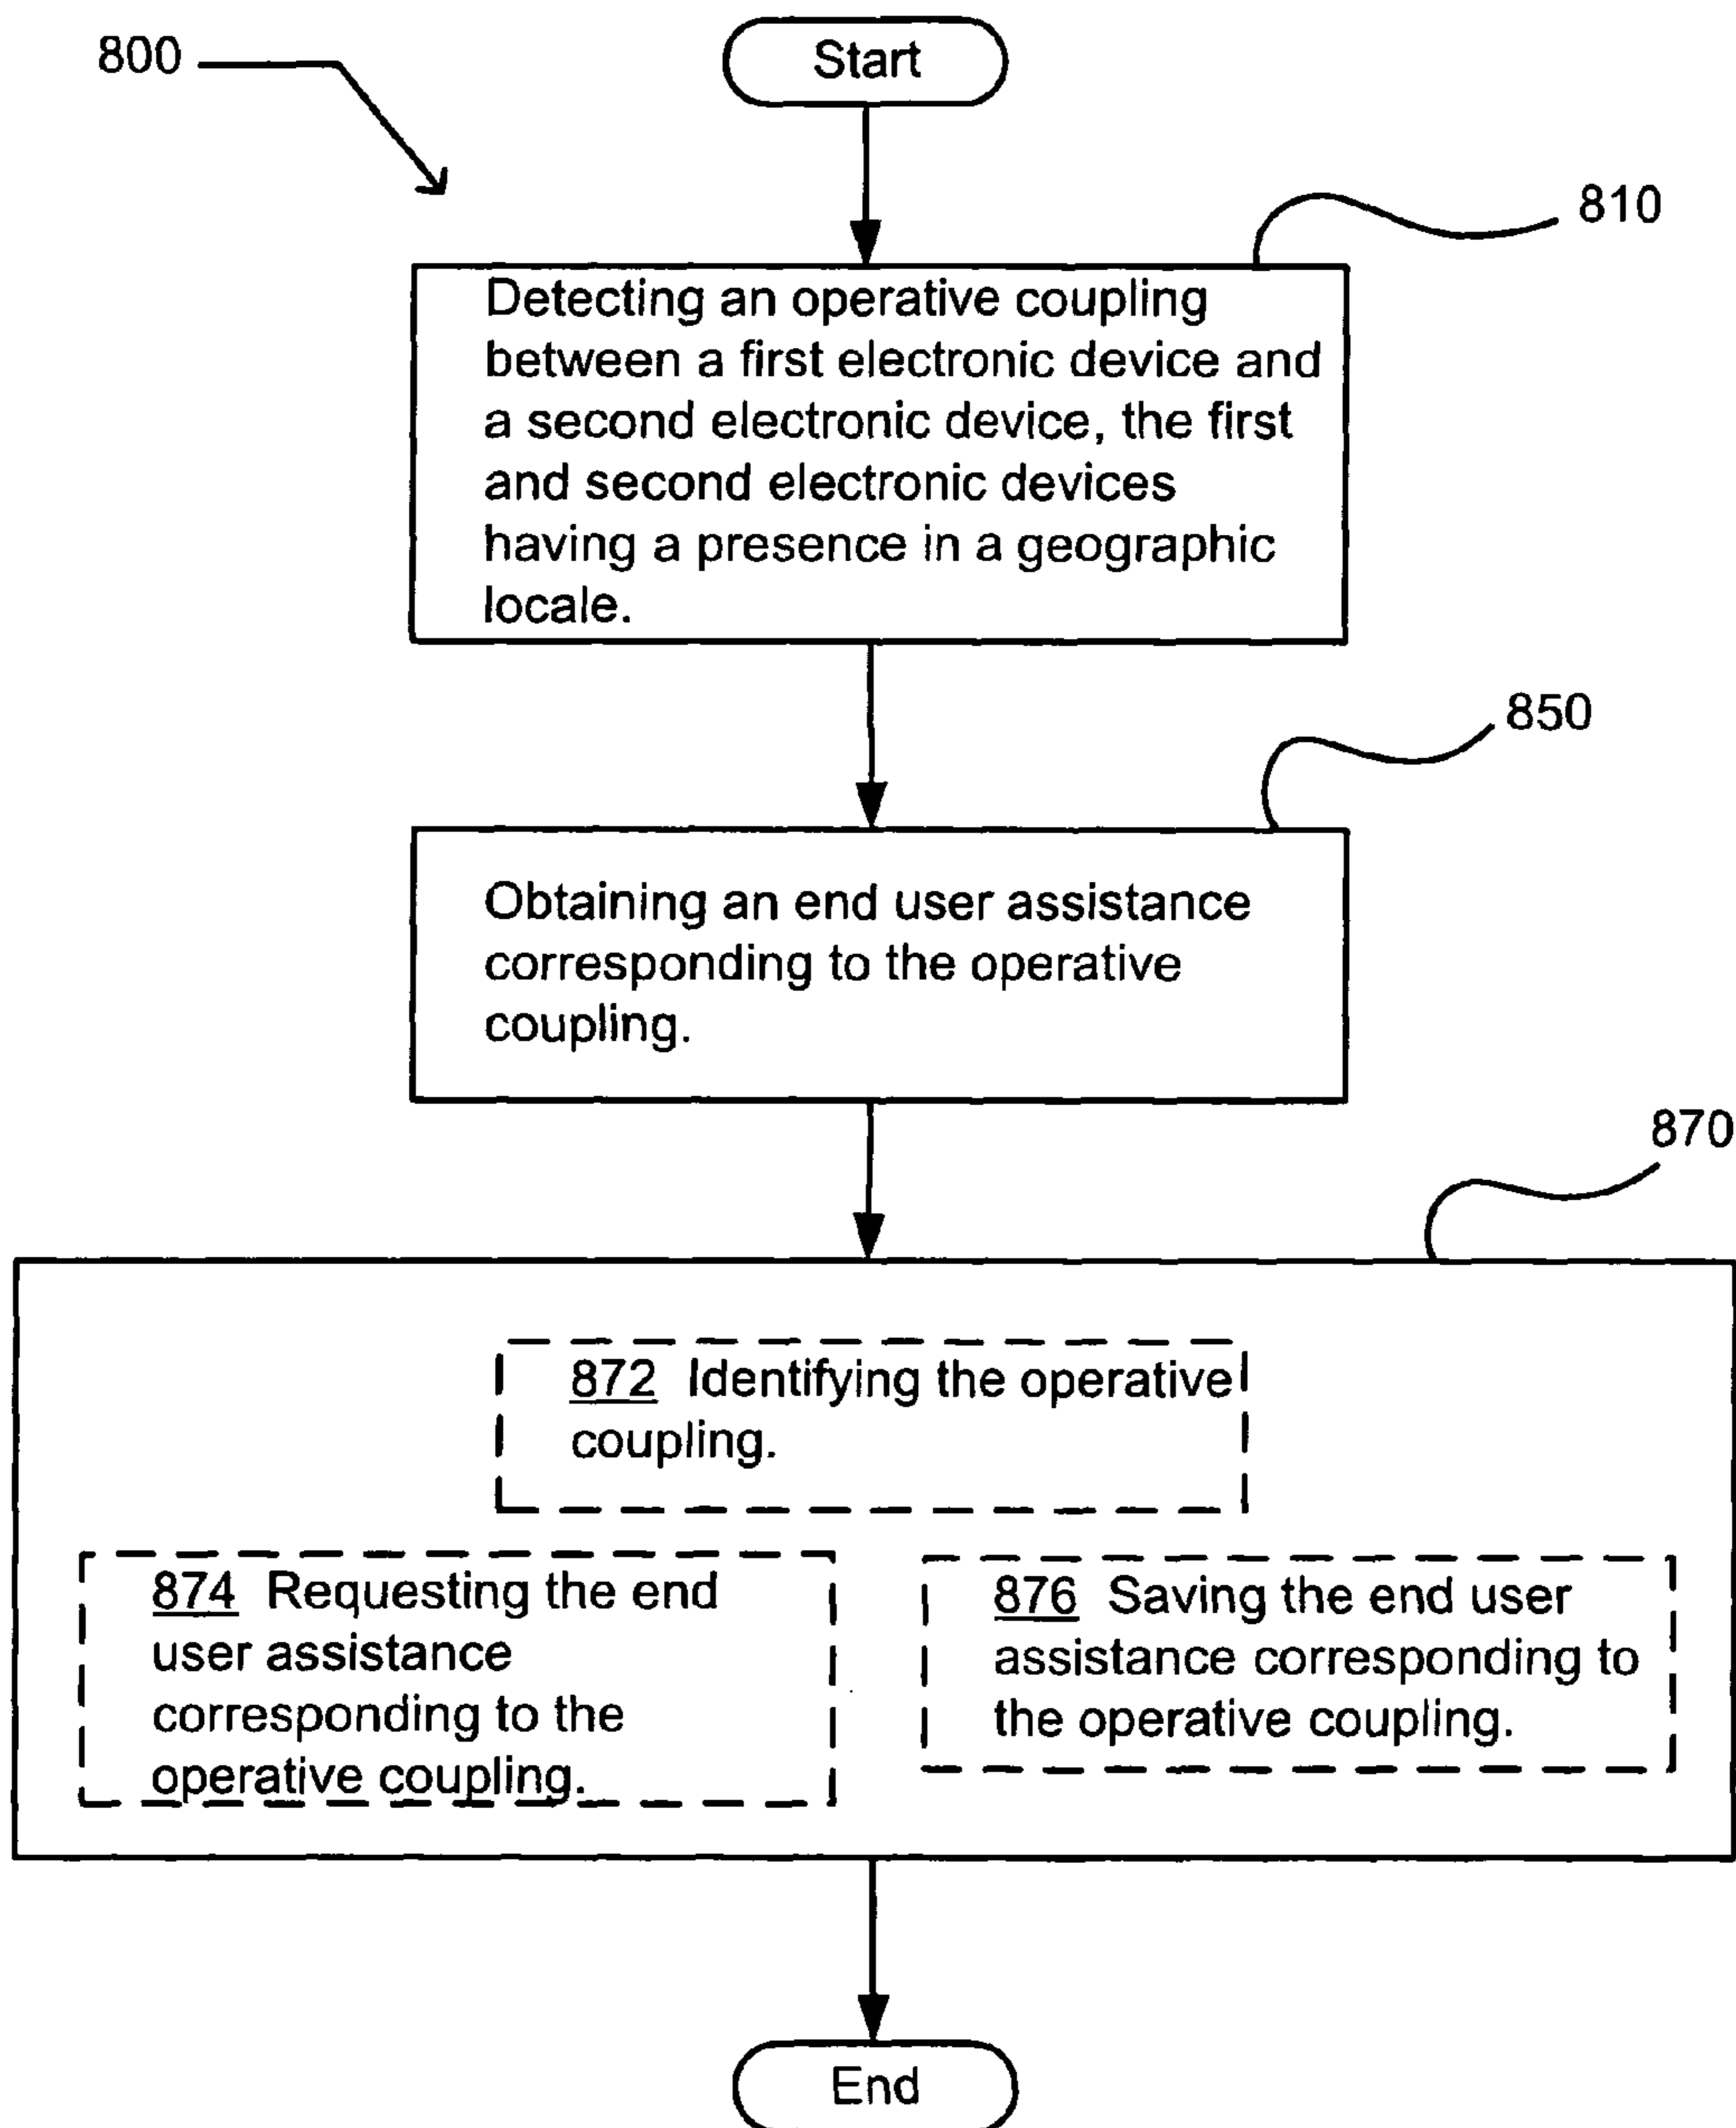 800
Start
810
Detecting an operative coupling
between a first electronic device and
a second electronic device, the first
and second electronic devices
having a presence in a geographic
locale.
850
Obtaining an end user assistance
corresponding to the operative
coupling.
870
872 Identifying the operative
coupling.
874 Requesting the end
user assistance
corresponding to the
operative coupling.
876 Saving the end user
assistance corresponding to
the operative coupling.
End